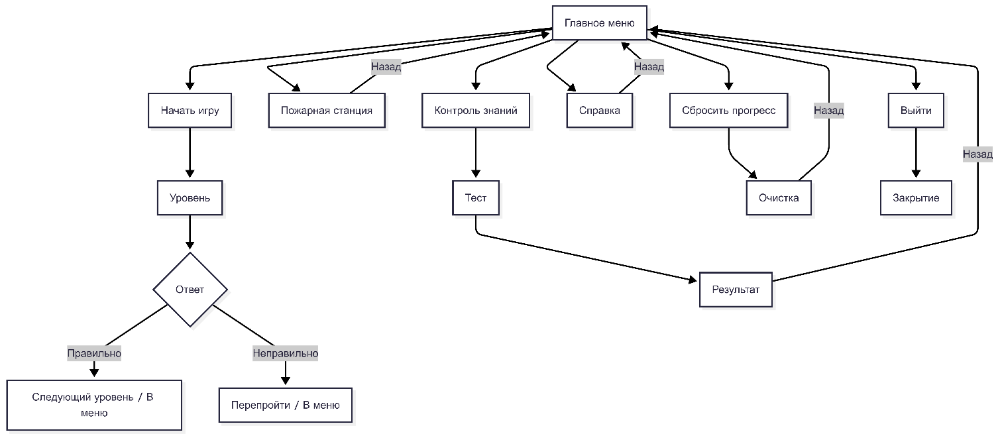 Главное меню
Назад
Назад
Начать игру
Пожарная станция
Контроль знаний
Справка
Сбросить прогресс
Назад
Выйти
Назад
Уровень
Тест
Очистка
Закрытие
Ответ
Результат
Правильно
Неправильно
Следующий уровень / В
меню
Перепройти / В меню